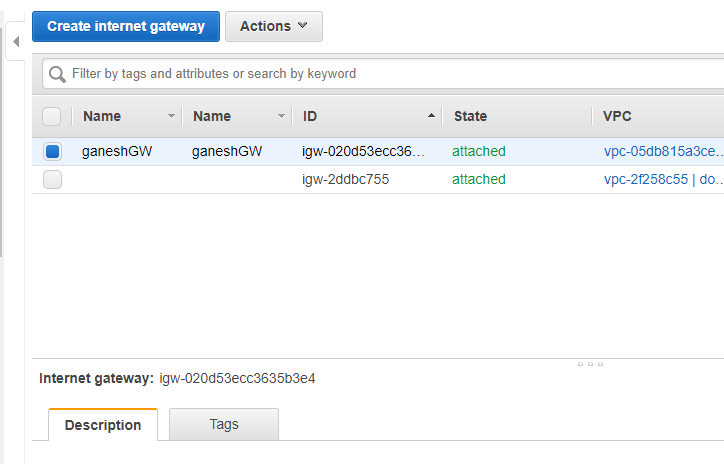 Create internet gateway Actions
Filter by tags and attributes or search by keyword
Name Name ID State VPC
ganeshGW ganeshGW igw-020d53ecc36... attached vpc-05db815a3ce...
igw-2ddbc755 attached vpc-2f258c55 | do...
Internet gateway: igw-020d53ecc3635b3e4
Description Tags